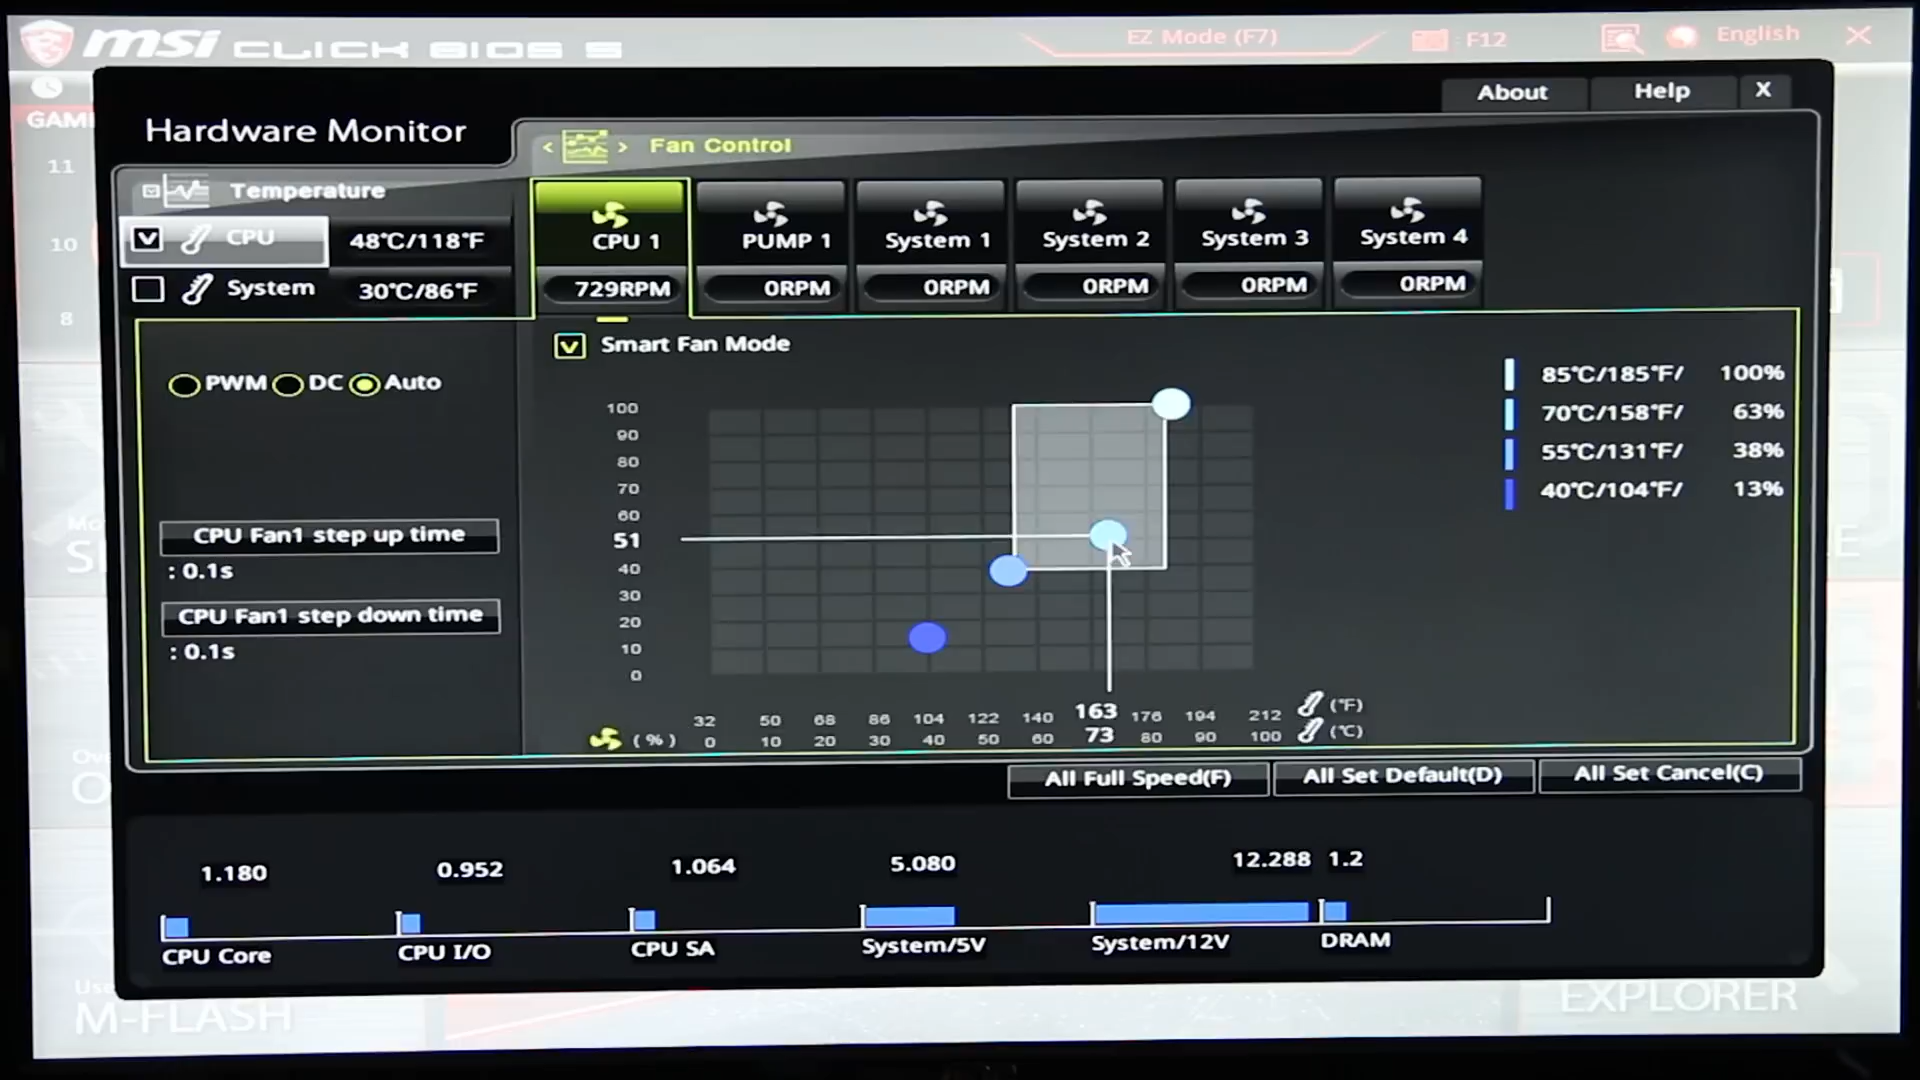 msi CLICK BIOS 5
EZ Mode (F7)
: F12
English
X
About
Help
X
GAM
11
10
8
Hardware Monitor
< > Fan Control
Temperature
CPU
48℃/118℉
System
30℃/86℉
CPU 1
729RPM
PUMP 1
0RPM
System 1
0RPM
System 2
0RPM
System 3
0RPM
System 4
0RPM
PWM DC Auto
CPU Fan1 step up time
: 0.1s
CPU Fan1 step down time
: 0.1s
Smart Fan Mode
100
90
80
70
60
51
40
30
20
10
0
32 50 68 86 104 122 140 163 176 194 212 (℉)
(%) 0 10 20 30 40 50 60 73 80 90 100 (℃)
85℃/185℉/ 100%
70℃/158℉/ 63%
55℃/131℉/ 38%
40℃/104℉/ 13%
All Full Speed(F)
All Set Default(D)
All Set Cancel(C)
1.180
0.952
1.064
5.080
12.288
1.2
CPU Core
CPU I/O
CPU SA
System/5V
System/12V
DRAM
Use
M-FLASH
EXPLORER